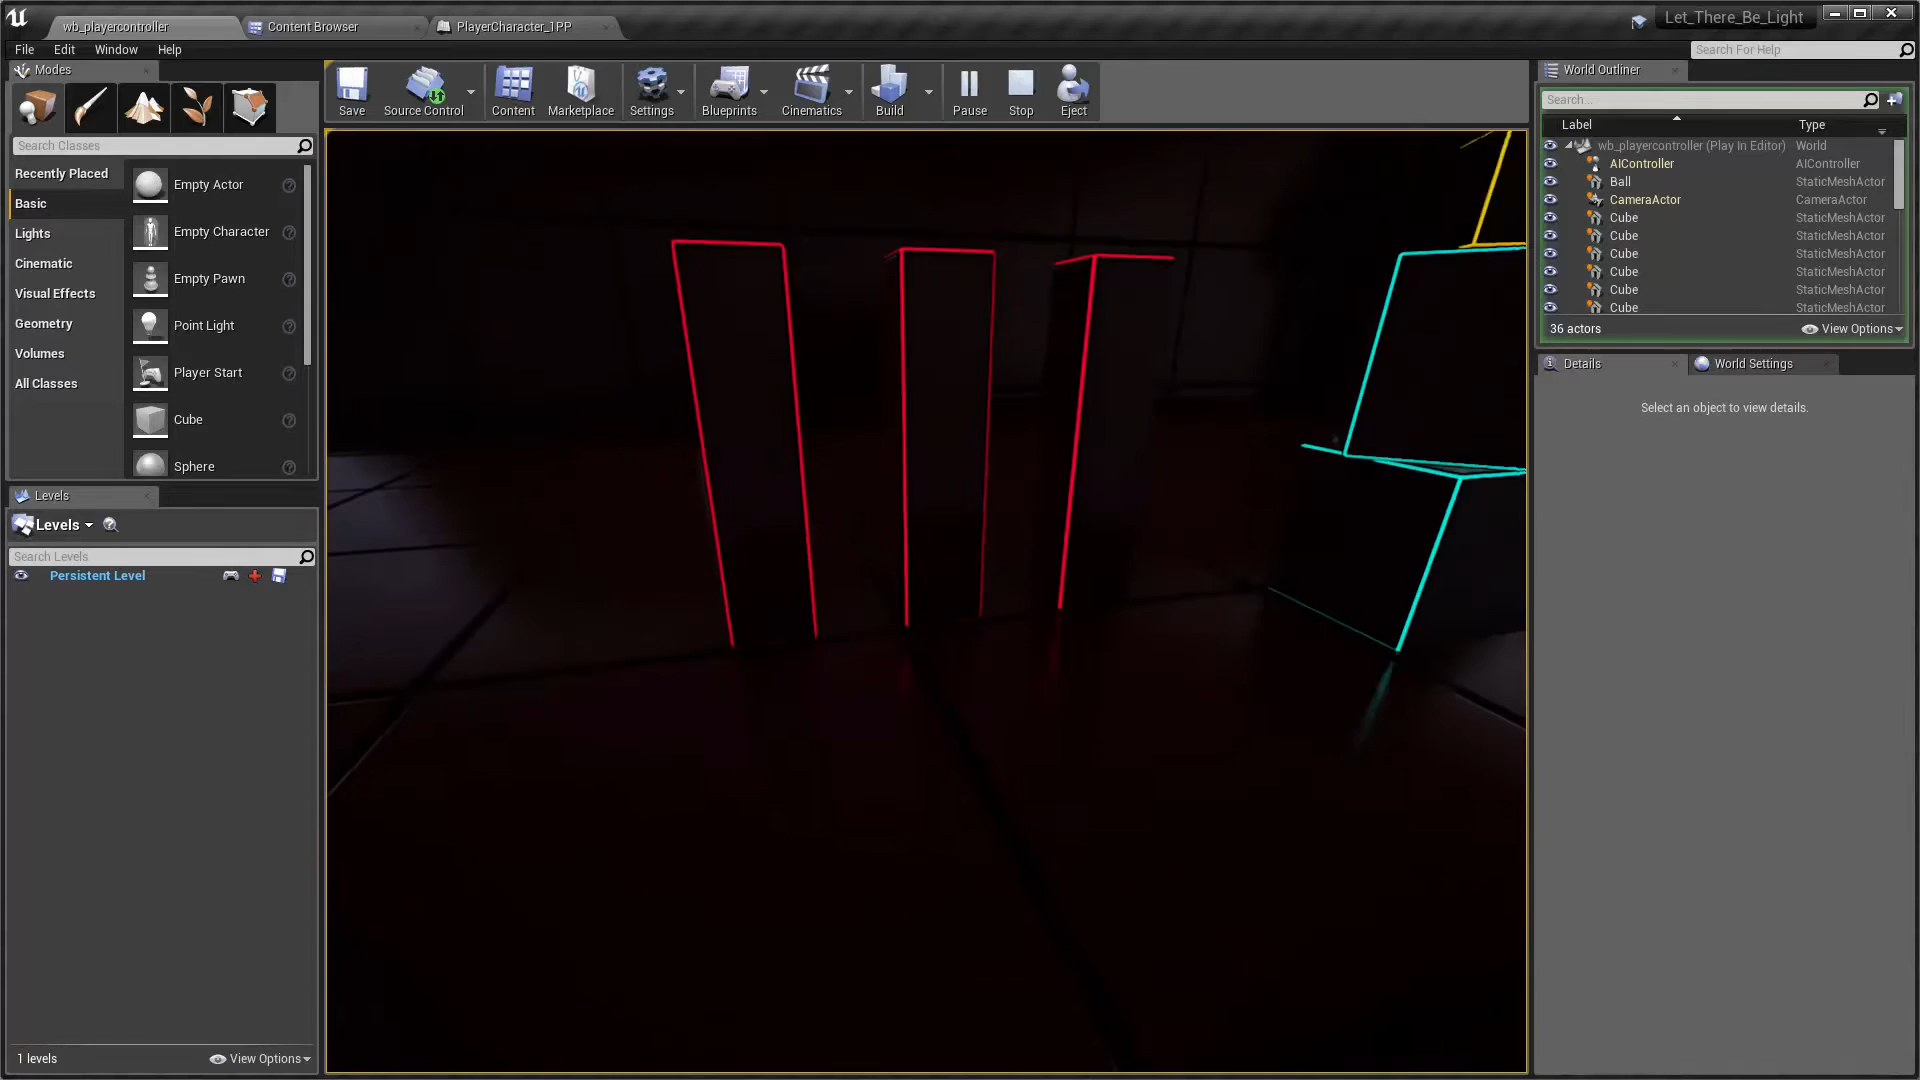 wb_playercontroller
Content Browser
PlayerCharacter_1PP
Let_There_Be_Light
File Edit Window Help
Search For Help
Modes
Save
Source Control
Content
Marketplace
Settings
Blueprints
Cinematics
Build
Pause
Stop
Eject
Search Classes
Recently Placed
Basic
Lights
Cinematic
Visual Effects
Geometry
Volumes
All Classes
Empty Actor
Empty Character
Empty Pawn
Point Light
Player Start
Cube
Sphere
Levels
Levels
Search Levels
Persistent Level
1 levels
View Options
World Outliner
Search...
Label Type
wb_playercontroller (Play In Editor) World
AIController AIController
Ball StaticMeshActor
CameraActor CameraActor
Cube StaticMeshActor
Cube StaticMeshActor
Cube StaticMeshActor
Cube StaticMeshActor
Cube StaticMeshActor
Cube StaticMeshActor
36 actors
View Options
Details
World Settings
Select an object to view details.